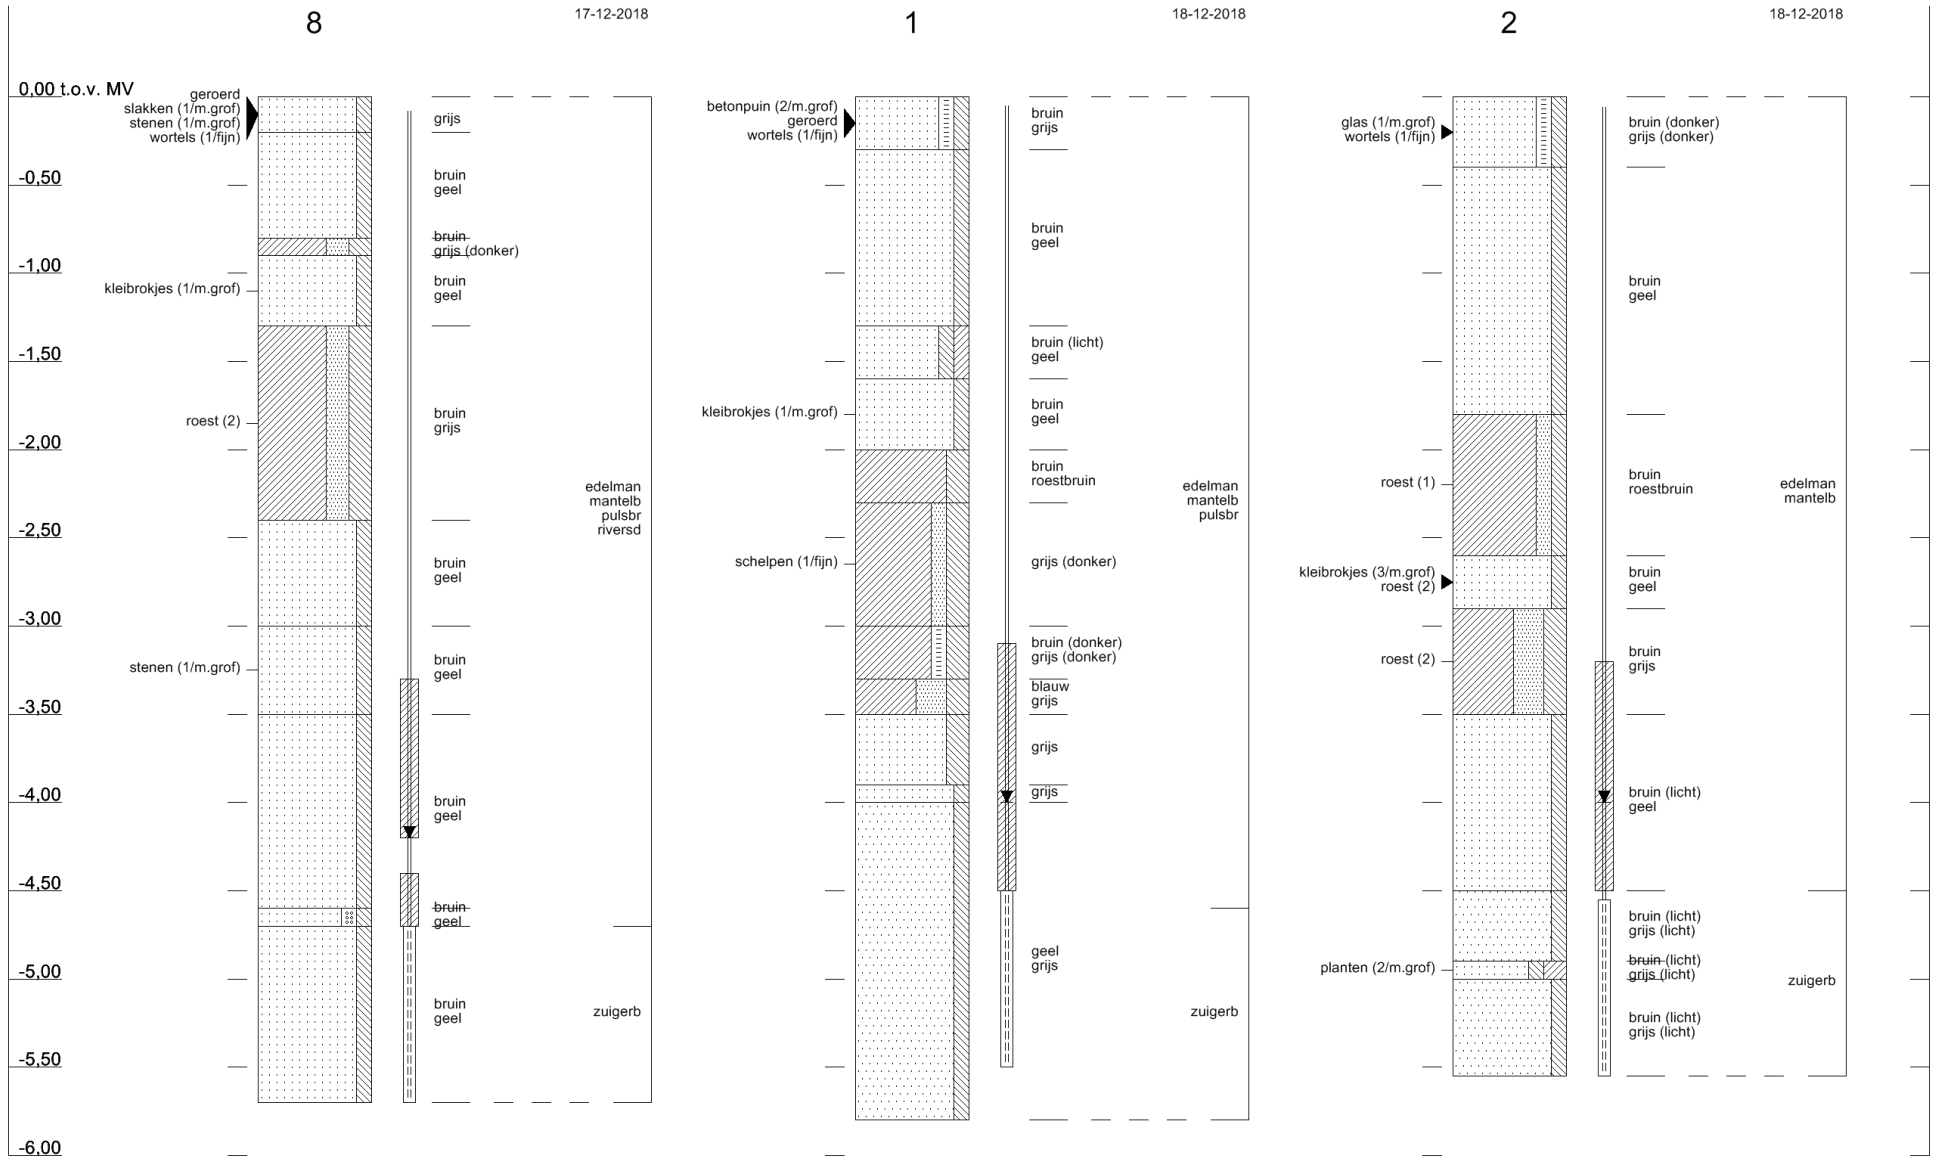 8
17-12-2018
1
18-12-2018
2
18-12-2018
0,00 t.o.v. MV
-0,50
-1,00
-1,50
-2,00
-2,50
-3,00
-3,50
-4,00
-4,50
-5,00
-5,50
-6,00
geroerd
slakken (1/m.grof)
stenen (1/m.grof)
wortels (1/fijn)
kleibrokjes (1/m.grof)
roest (2)
stenen (1/m.grof)
grijs
bruin
geel
bruin
grijs (donker)
bruin
geel
bruin
grijs
bruin
geel
bruin
geel
bruin
geel
bruin
geel
bruin
geel
edelman
mantelb
pulsbr
riversd
zuigerb
betonpuin (2/m.grof)
geroerd
wortels (1/fijn)
kleibrokjes (1/m.grof)
schelpen (1/fijn)
bruin
grijs
bruin
geel
bruin (licht)
geel
bruin
geel
bruin
roestbruin
grijs (donker)
bruin (donker)
grijs (donker)
blauw
grijs
grijs
grijs
geel
grijs
edelman
mantelb
pulsbr
zuigerb
glas (1/m.grof)
wortels (1/fijn)
roest (1)
kleibrokjes (3/m.grof)
roest (2)
roest (2)
planten (2/m.grof)
bruin (donker)
grijs (donker)
bruin
geel
bruin
roestbruin
bruin
geel
bruin
grijs
bruin (licht)
geel
bruin (licht)
grijs (licht)
bruin (licht)
grijs (licht)
bruin (licht)
grijs (licht)
edelman
mantelb
zuigerb